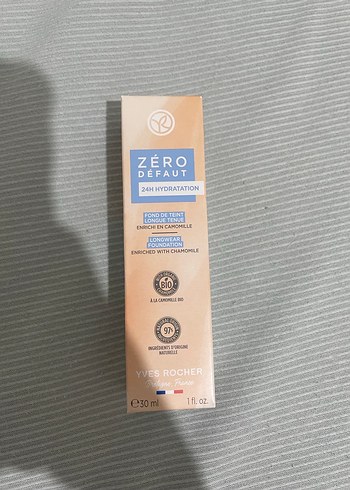 ZÉRO
DÉFAUT
24H HYDRATATION
FOND DE TEINT
LONGUE TENUE
ENRICHI EN CAMOMILLE
LONGWEAR
FOUNDATION
ENRICHED WITH CHAMOMILE
BIO
À LA CAMOMILLE BIO
97%
INGRÉDIENTS D'ORIGINE
NATURELLE
YVES ROCHER
France
℮30 ml 1 fl. oz.